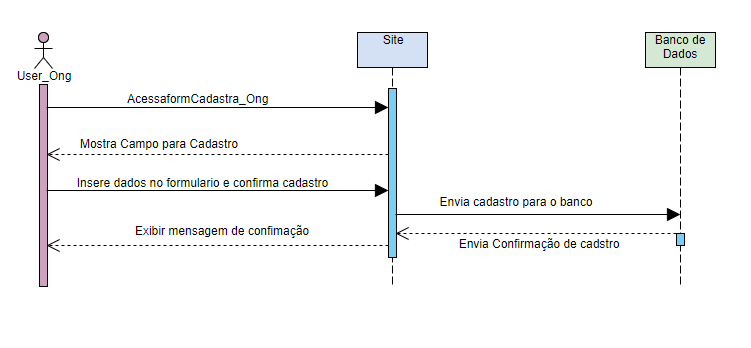 User_Ong
Site
Banco de
Dados
AcessaformCadastra_Ong
Mostra Campo para Cadastro
Insere dados no formulario e confirma cadastro
Envia cadastro para o banco
Exibir mensagem de confimação
Envia Confirmação de cadstro